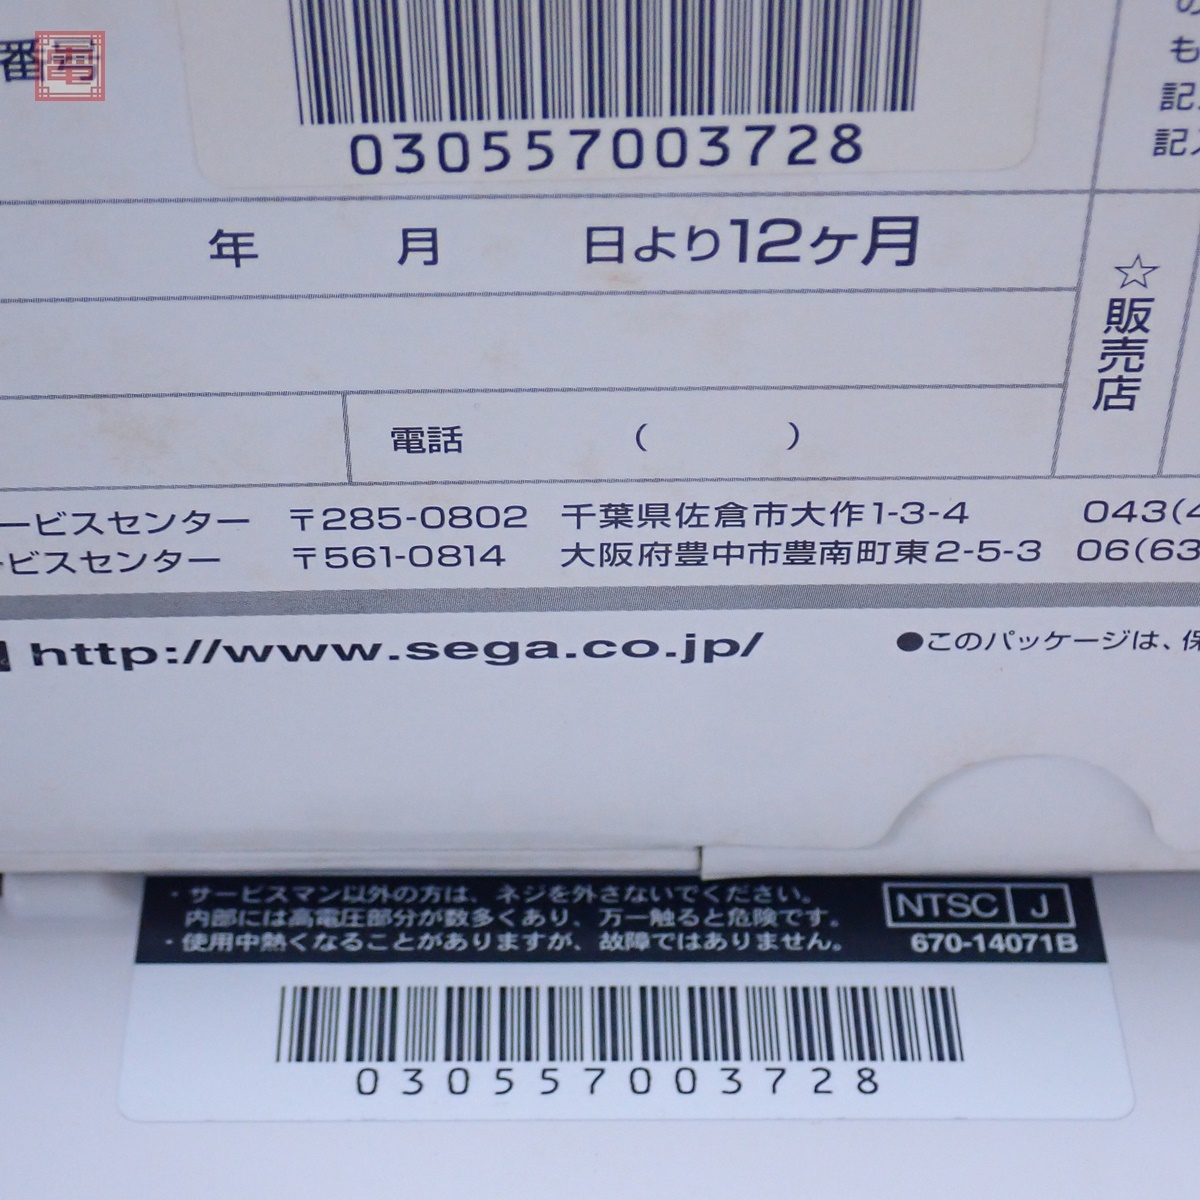 番号
030557003728
の
も
記
記入
年 月 日より12ヶ月
☆販売店
電話 ( )
ービスセンター 〒285-0802 千葉県佐倉市大作1-3-4 043(4
ービスセンター 〒561-0814 大阪府豊中市豊南町東2-5-3 06(63
http://www.sega.co.jp/ ●このパッケージは、保
・サービスマン以外の方は、ネジを外さないでください。
内部には高電圧部分が数多くあり、万一触ると危険です。
・使用中熱くなることがありますが、故障ではありません。
NTSC J
670-14071B
030557003728